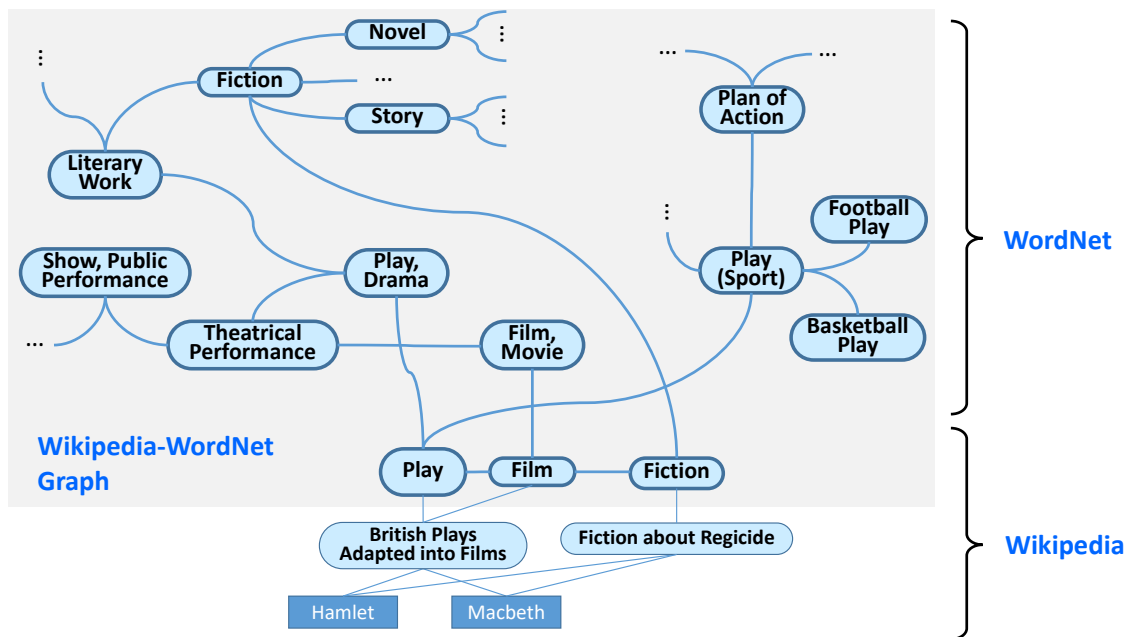 Novel
⋮
⋮
Fiction
...
... ...
Story
⋮
Plan of
Action
Literary
Work
Football
Play
⋮
WordNet
Show, Public
Performance
Play,
Drama
Play
(Sport)
...
Theatrical
Performance
Film,
Movie
Basketball
Play
Wikipedia-WordNet
Graph
Play
Film
Fiction
British Plays
Adapted into Films
Fiction about Regicide
Wikipedia
Hamlet
Macbeth